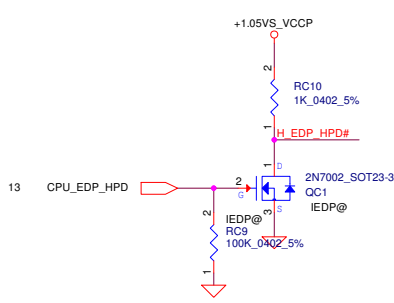 +1.05VS_VCCP
2
RC10
1K_0402_5%
1
H_EDP_HPD#
1
D
2N7002_SOT23-3
13 CPU_EDP_HPD
2
G
QC1
S
3
IEDP@
2
IEDP@
RC9
100K_0402_5%
1